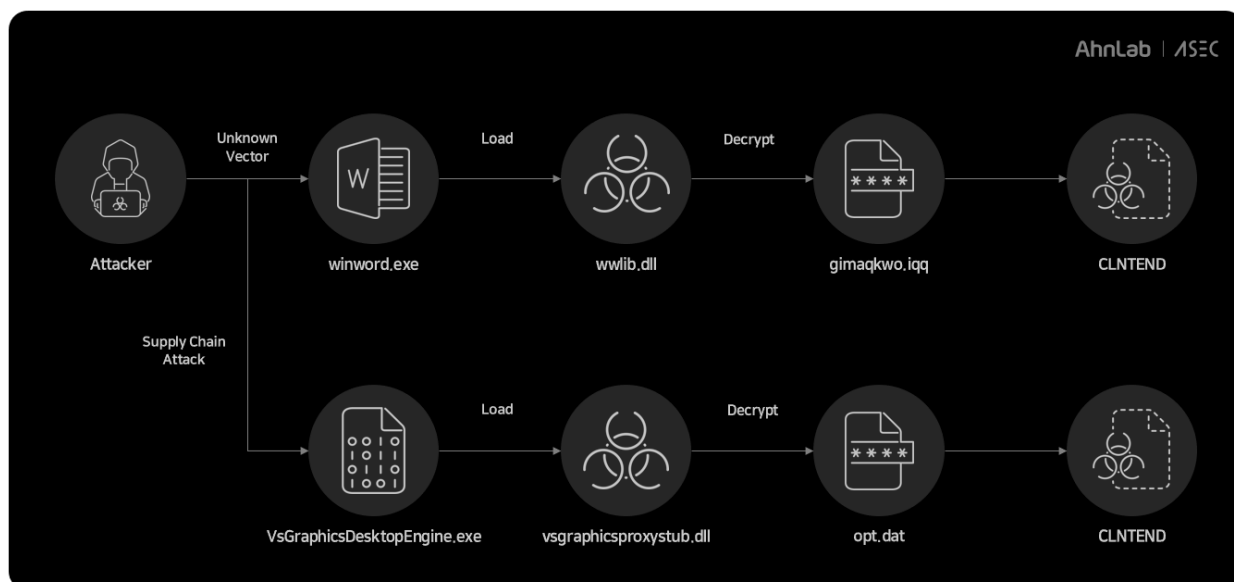 AhnLab | ASEC
Unknown
Vector
Load
Decrypt
W
****
Attacker
winword.exe
wwlib.dll
gimaqkwo.iqq
CLNTEND
Supply Chain
Attack
Load
Decrypt
****
VsGraphicsDesktopEngine.exe
vsgraphicsproxystub.dll
opt.dat
CLNTEND